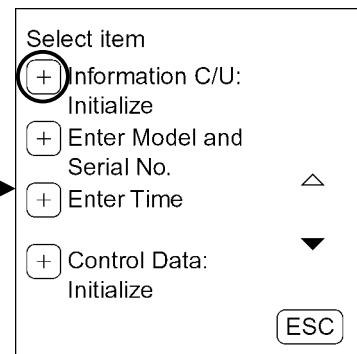 Select item
+ Information C/U:
Initialize
+ Enter Model and
Serial No.
+ Enter Time
+ Control Data:
Initialize
ESC